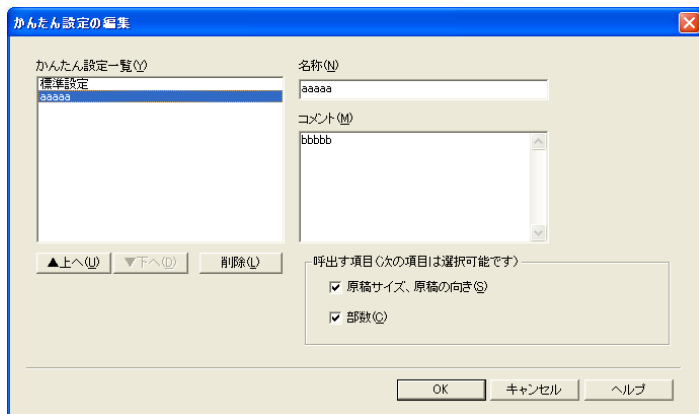 かんたん設定の編集
かんたん設定一覧(Y)
標準設定
aaaaa
▲上へ(U)
▼下へ(D)
削除(L)
名称(N)
aaaaa
コメント(M)
bbbbb
呼出す項目(次の項目は選択可能です)
原稿サイズ、原稿の向き(S)
部数(C)
OK
キャンセル
ヘルプ